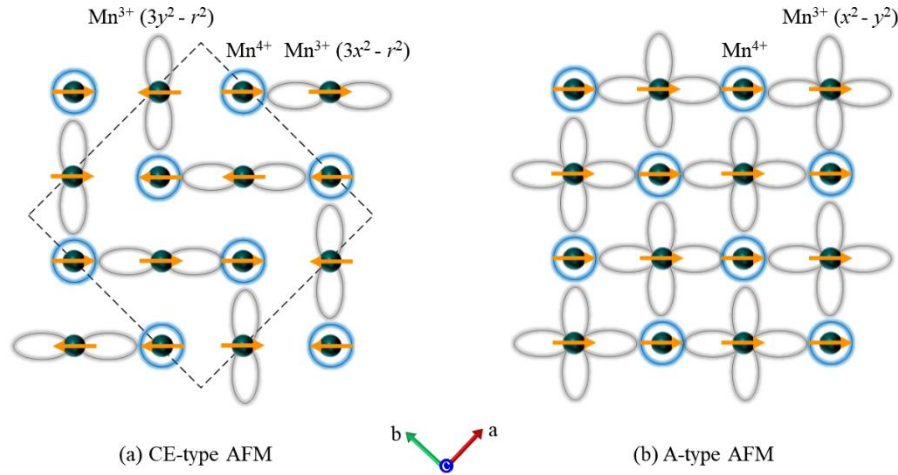 Mn³⁺ (3y² - r²)
Mn⁴⁺ Mn³⁺ (3x² - r²)
Mn³⁺ (x² - y²)
Mn⁴⁺
b
a
c
(a) CE-type AFM
(b) A-type AFM